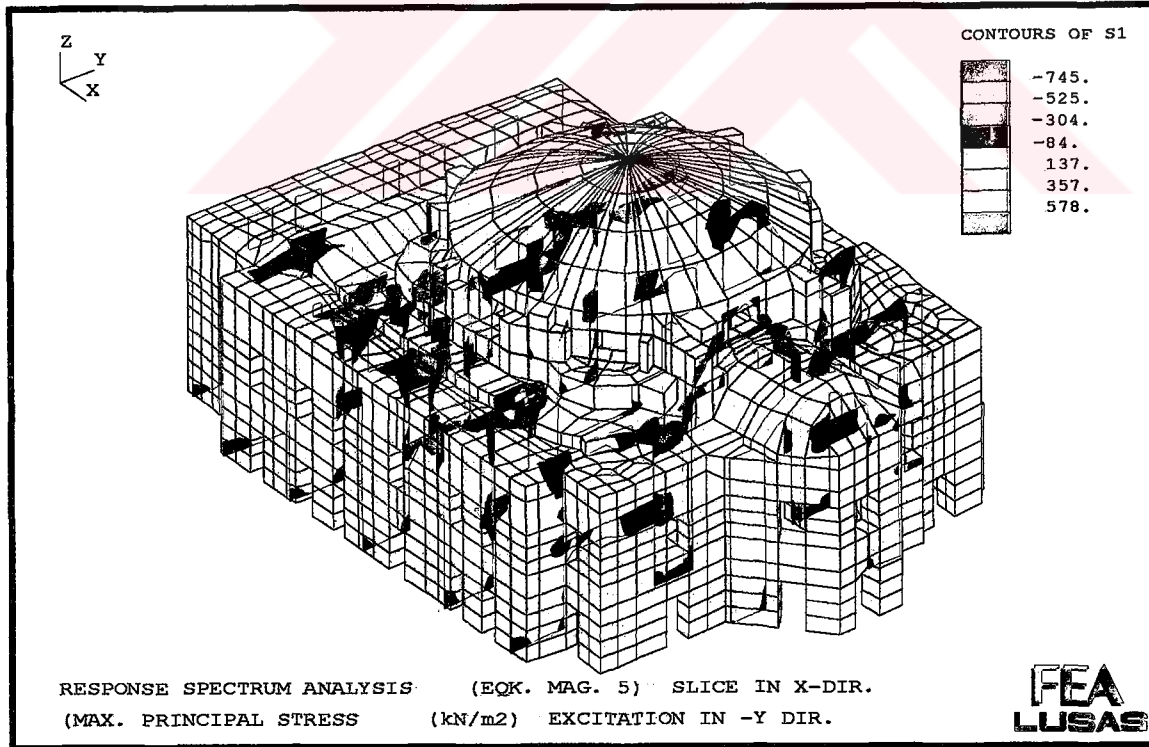 Z
Y
X
CONTOURS OF S1
-745.
-525.
-304.
-84.
137.
357.
578.
RESPONSE SPECTRUM ANALYSIS (EQK. MAG. 5) SLICE IN X-DIR.
(MAX. PRINCIPAL STRESS (kN/m2) EXCITATION IN -Y DIR.
FEA
LUSAS